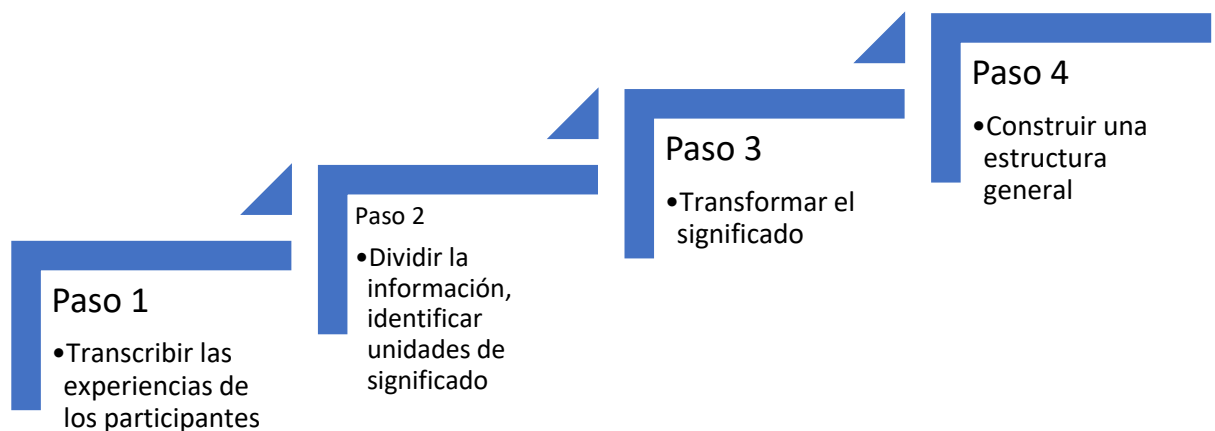 Paso 1
•Transcribir las
experiencias de
los participantes
Paso 2
•Dividir la
información,
identificar
unidades de
significado
Paso 3
•Transformar el
significado
Paso 4
•Construir una
estructura
general